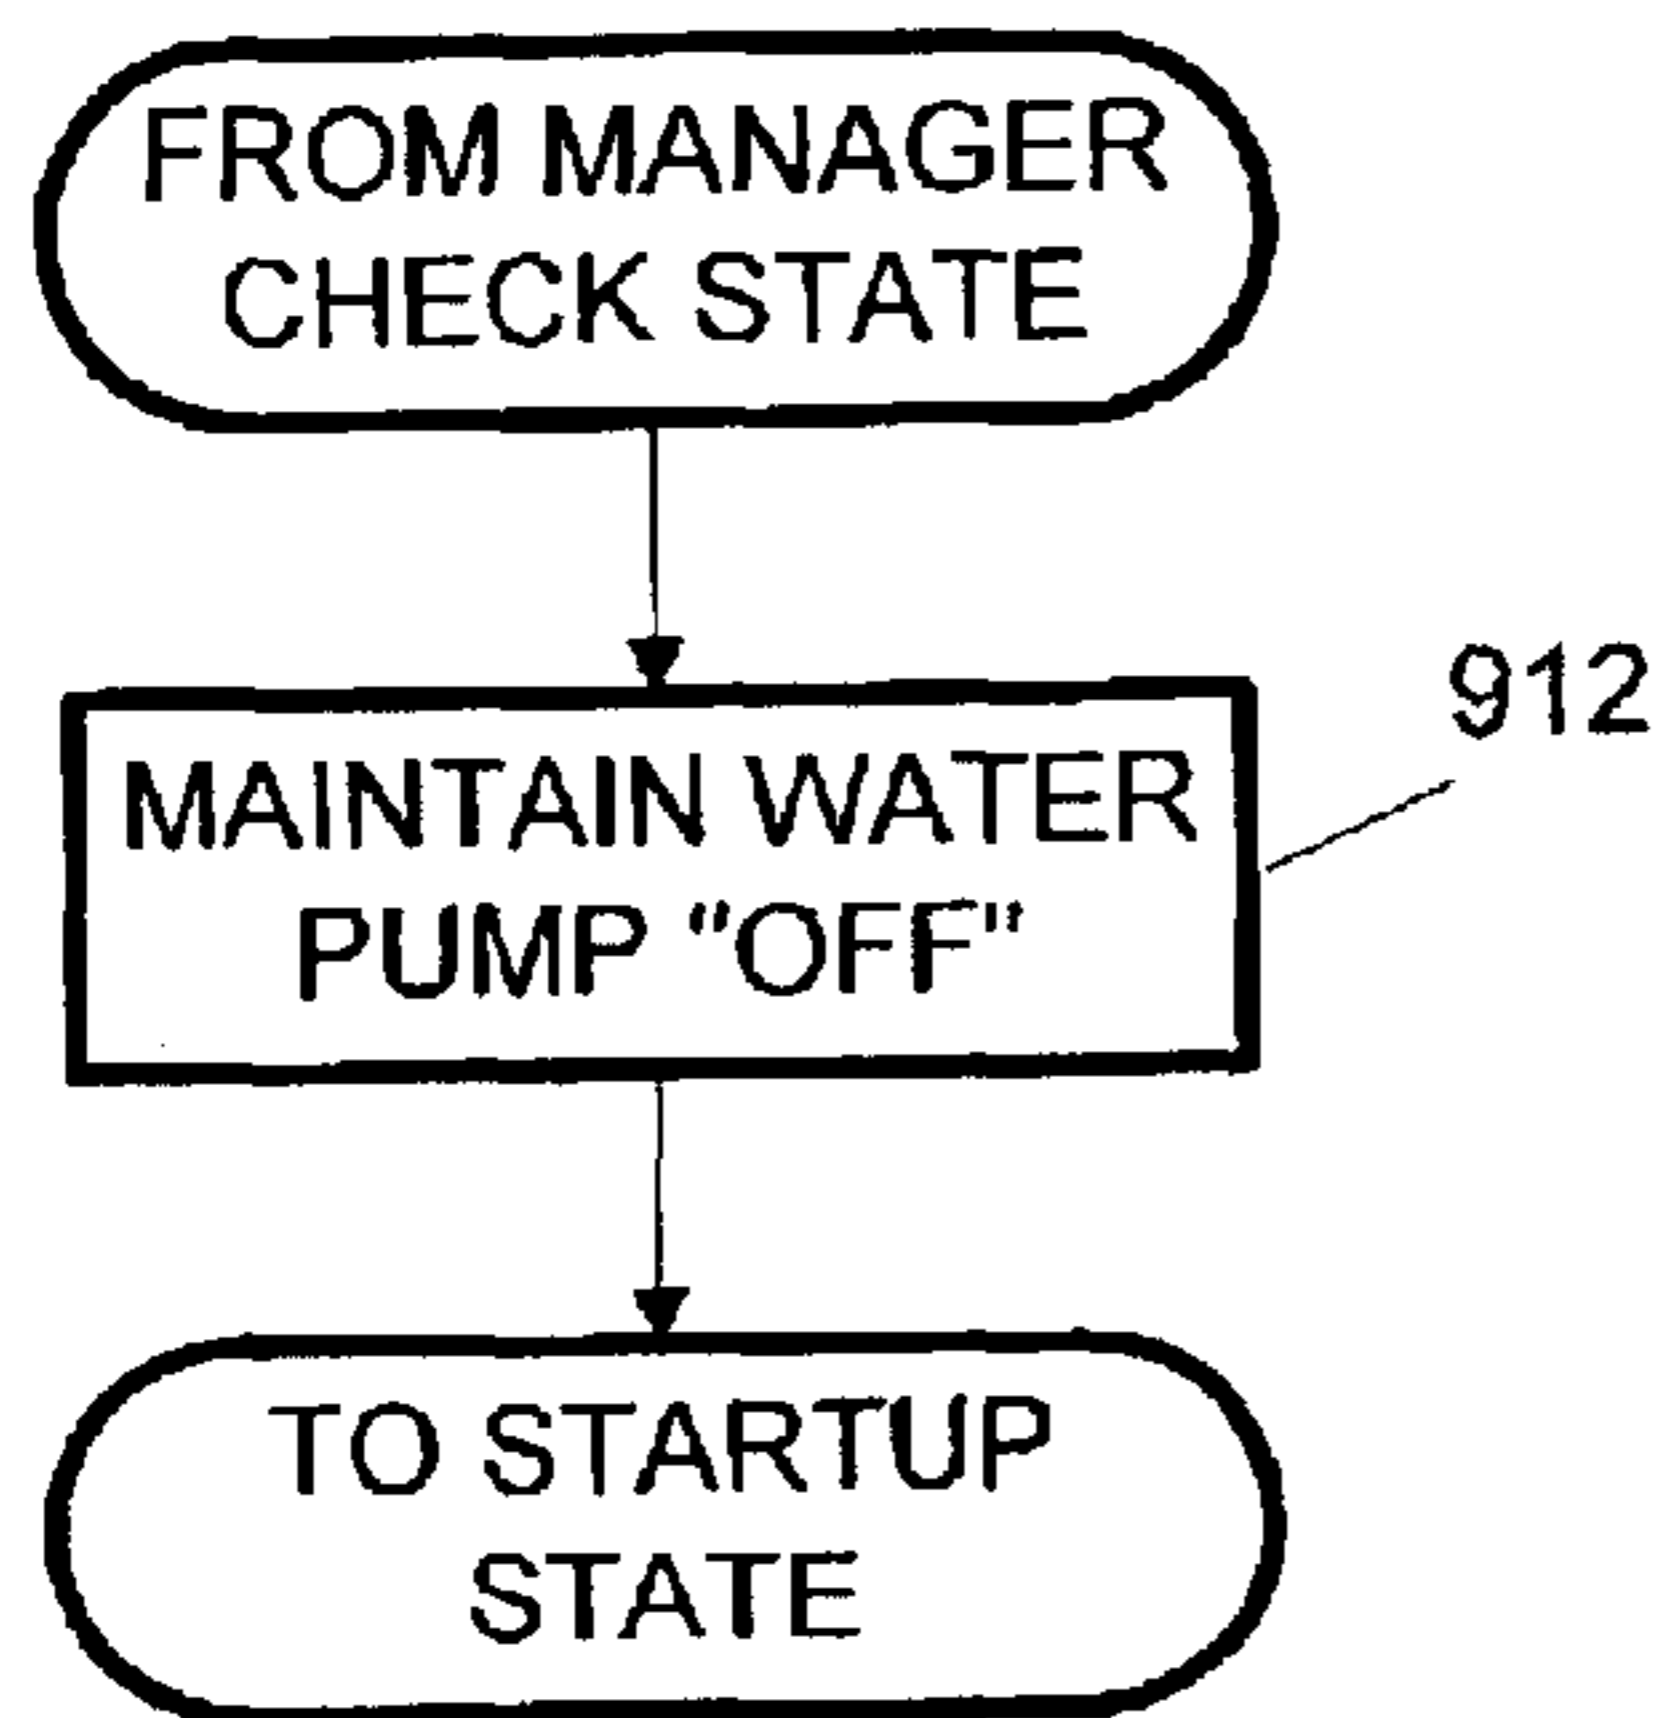 FROM MANAGER
CHECK STATE
912
MAINTAIN WATER
PUMP "OFF"
TO STARTUP
STATE